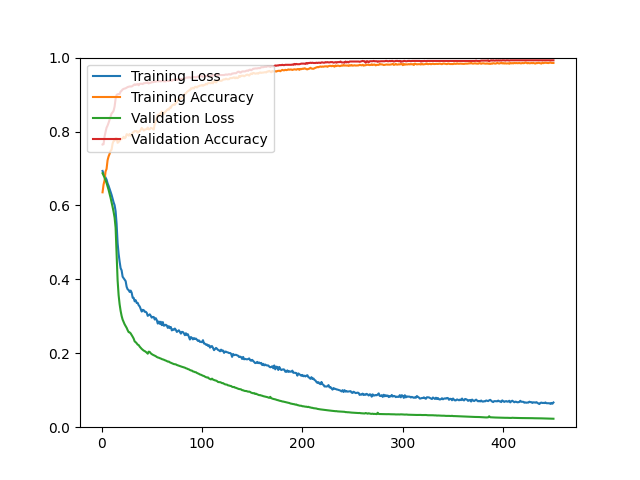 1.0
0.8
0.6
0.4
0.2
0.0
Training Loss
Training Accuracy
Validation Loss
Validation Accuracy
0 100 200 300 400